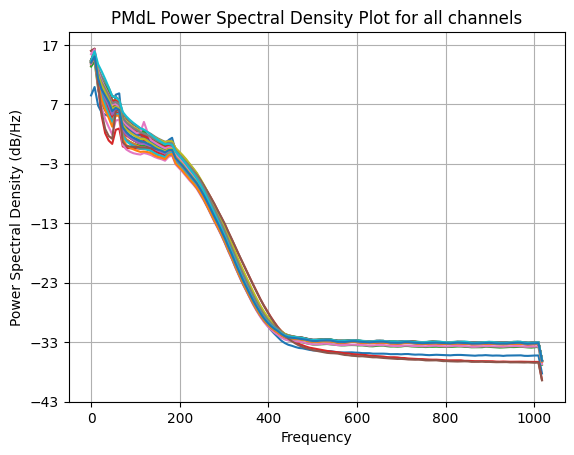 PMdL Power Spectral Density Plot for all channels
Power Spectral Density (dB/Hz)
17
7
−3
−13
−23
−33
−43
0 200 400 600 800 1000
Frequency